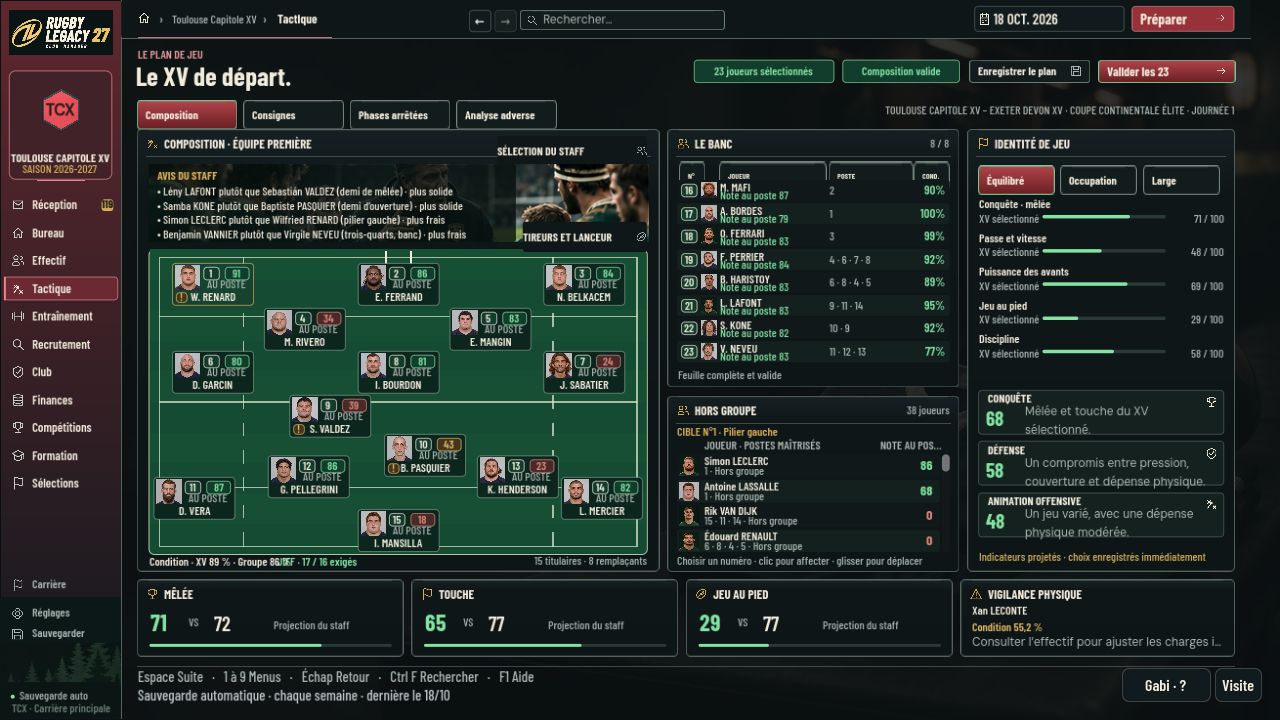 RUGBY
LEGACY 27
CLUB MANAGER
› Toulouse Capitole XV › Tactique
← → Rechercher...
18 OCT. 2026
Préparer →
TCX
TOULOUSE CAPITOLE XV
SAISON 2026-2027
Réception
Bureau
Effectif
Tactique
Entraînement
Recrutement
Club
Finances
Compétitions
Formation
Sélections
Carrière
Réglages
Sauvegarder
• Sauvegarde auto
TCX · Carrière principale
LE PLAN DE JEU
Le XV de départ.
23 joueurs sélectionnés
Composition valide
Enregistrer le plan
Valider les 23 →
Composition
Consignes
Phases arrêtées
Analyse adverse
TOULOUSE CAPITOLE XV – EXETER DEVON XV · COUPE CONTINENTALE ÉLITE · JOURNÉE 1
COMPOSITION · ÉQUIPE PREMIÈRE
SÉLECTION DU STAFF
AVIS DU STAFF
• Lény LAFONT plutôt que Sebastián VALDEZ (demi de mêlée) · plus solide
• Samba KONE plutôt que Baptiste PASQUIER (demi d'ouverture) · plus solide
• Simon LECLERC plutôt que Wilfried RENARD (pilier gauche) · plus frais
• Benjamin VANNIER plutôt que Virgile NEVEU (trois-quarts, banc) · plus frais
TIREURS ET LANCEUR
1 91
AU POSTE
W. RENARD
2 86
AU POSTE
E. FERRAND
3 84
AU POSTE
N. BELKACEM
4 34
AU POSTE
M. RIVERO
5 83
AU POSTE
E. MANGIN
6 80
AU POSTE
D. GARCIN
8 81
AU POSTE
I. BOURDON
7 24
AU POSTE
J. SABATIER
9 39
AU POSTE
S. VALDEZ
10 43
AU POSTE
B. PASQUIER
12 86
AU POSTE
G. PELLEGRINI
13 23
AU POSTE
K. HENDERSON
11 87
AU POSTE
D. VERA
14 82
AU POSTE
L. MERCIER
15 18
AU POSTE
I. MANSILLA
Condition · XV 89 % · Groupe 86
· 17 / 16 exigés
15 titulaires · 8 remplaçants
LE BANC
8 / 8
N° JOUEUR POSTE COND.
16 M. MAFI 2 90%
Note au poste 87
17 A. BORDES 1 100%
Note au poste 79
18 O. FERRARI 3 99%
Note au poste 83
19 F. PERRIER 4 · 6 · 7 · 8 92%
Note au poste 84
20 B. HARISTOY 6 · 8 · 4 · 5 89%
Note au poste 83
21 L. LAFONT 9 · 11 · 14 95%
Note au poste 83
22 S. KONE 10 · 9 92%
Note au poste 82
23 V. NEVEU 11 · 12 · 13 77%
Note au poste 83
Feuille complète et valide
HORS GROUPE
38 joueurs
CIBLE N°1 · Pilier gauche
JOUEUR · POSTES MAÎTRISÉS NOTE AU POS...
Simon LECLERC 86
1 · Hors groupe
Antoine LASSALLE 68
1 · Hors groupe
Rik VAN DIJK 0
15 · 11 · 14 · Hors groupe
Édouard RENAULT 0
6 · 8 · 4 · 5 · Hors groupe
Choisir un numéro · clic pour affecter · glisser pour déplacer
IDENTITÉ DE JEU
Équilibré
Occupation
Large
Conquête · mêlée
XV sélectionné 71 / 100
Passe et vitesse
XV sélectionné 48 / 100
Puissance des avants
XV sélectionné 69 / 100
Jeu au pied
XV sélectionné 29 / 100
Discipline
XV sélectionné 58 / 100
CONQUÊTE
68 Mêlée et touche du XV
sélectionné.
DÉFENSE
58 Un compromis entre pression,
couverture et dépense physique.
ANIMATION OFFENSIVE
48 Un jeu varié, avec une dépense
physique modérée.
Indicateurs projetés · choix enregistrés immédiatement
MÊLÉE
71 VS 72 Projection du staff
TOUCHE
65 VS 77 Projection du staff
JEU AU PIED
29 VS 77 Projection du staff
VIGILANCE PHYSIQUE
Xan LECONTE
Condition 55,2 %
Consulter l'effectif pour ajuster les charges i...
Espace Suite · 1 à 9 Menus · Échap Retour · Ctrl F Rechercher · F1 Aide
Sauvegarde automatique · chaque semaine · dernière le 18/10
Gabi · ?
Visite